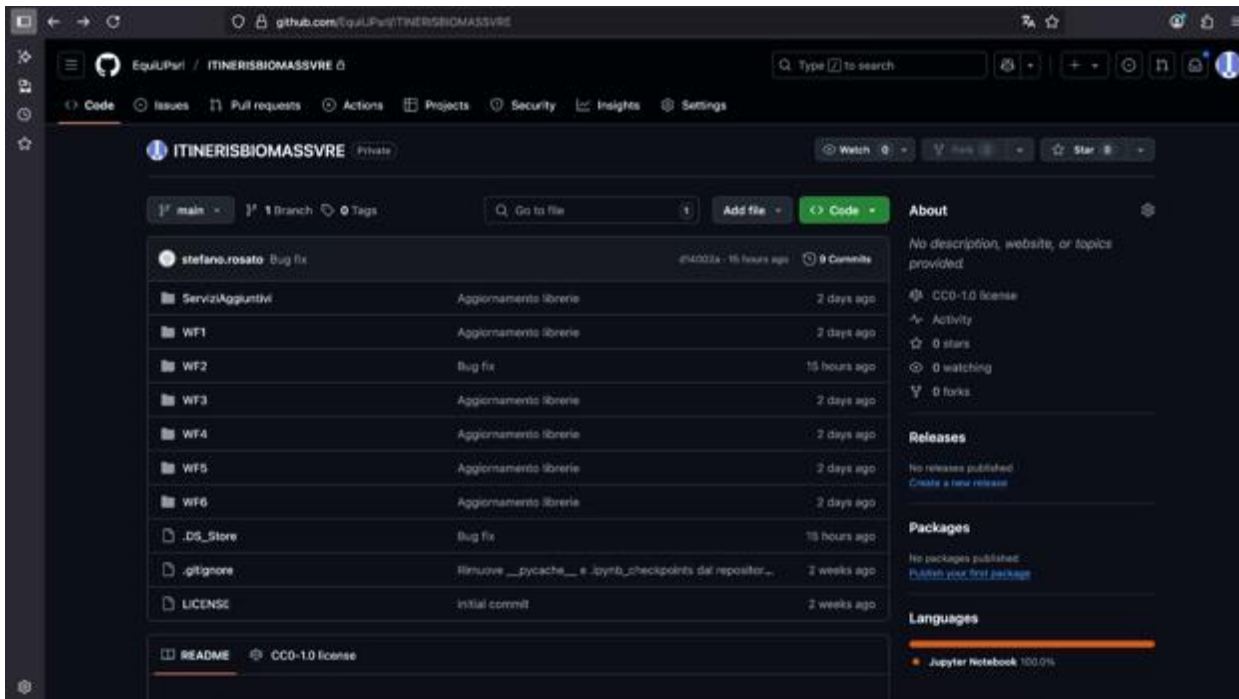 github.com/EquiUPsrl/ITINERISBIOMASSVRE
EquiUPsrl / ITINERISBIOMASSVRE
Type / to search
Code Issues Pull requests Actions Projects Security Insights Settings
ITINERISBIOMASSVRE Private
Watch 0
Star 0
main 1 Branch 0 Tags Go to file Add file Code
stefano.rosato Bug fix 15 hours ago 9 Commits
ServiziAggiuntivi Aggiornamento librerie 2 days ago
WF1 Aggiornamento librerie 2 days ago
WF2 Bug fix 15 hours ago
WF3 Aggiornamento librerie 2 days ago
WF4 Aggiornamento librerie 2 days ago
WF5 Aggiornamento librerie 2 days ago
WF6 Aggiornamento librerie 2 days ago
.DS_Store Bug fix 15 hours ago
.gitignore Rimuove __pycache__ e .ipynb_checkpoints dal repositor... 2 weeks ago
LICENSE Initial commit 2 weeks ago
README CC0-1.0 license
About
No description, website, or topics
provided.
CC0-1.0 license
Activity
0 stars
0 watching
0 forks
Releases
No releases published
Create a new release
Packages
No packages published
Publish your first package
Languages
Jupyter Notebook 100.0%